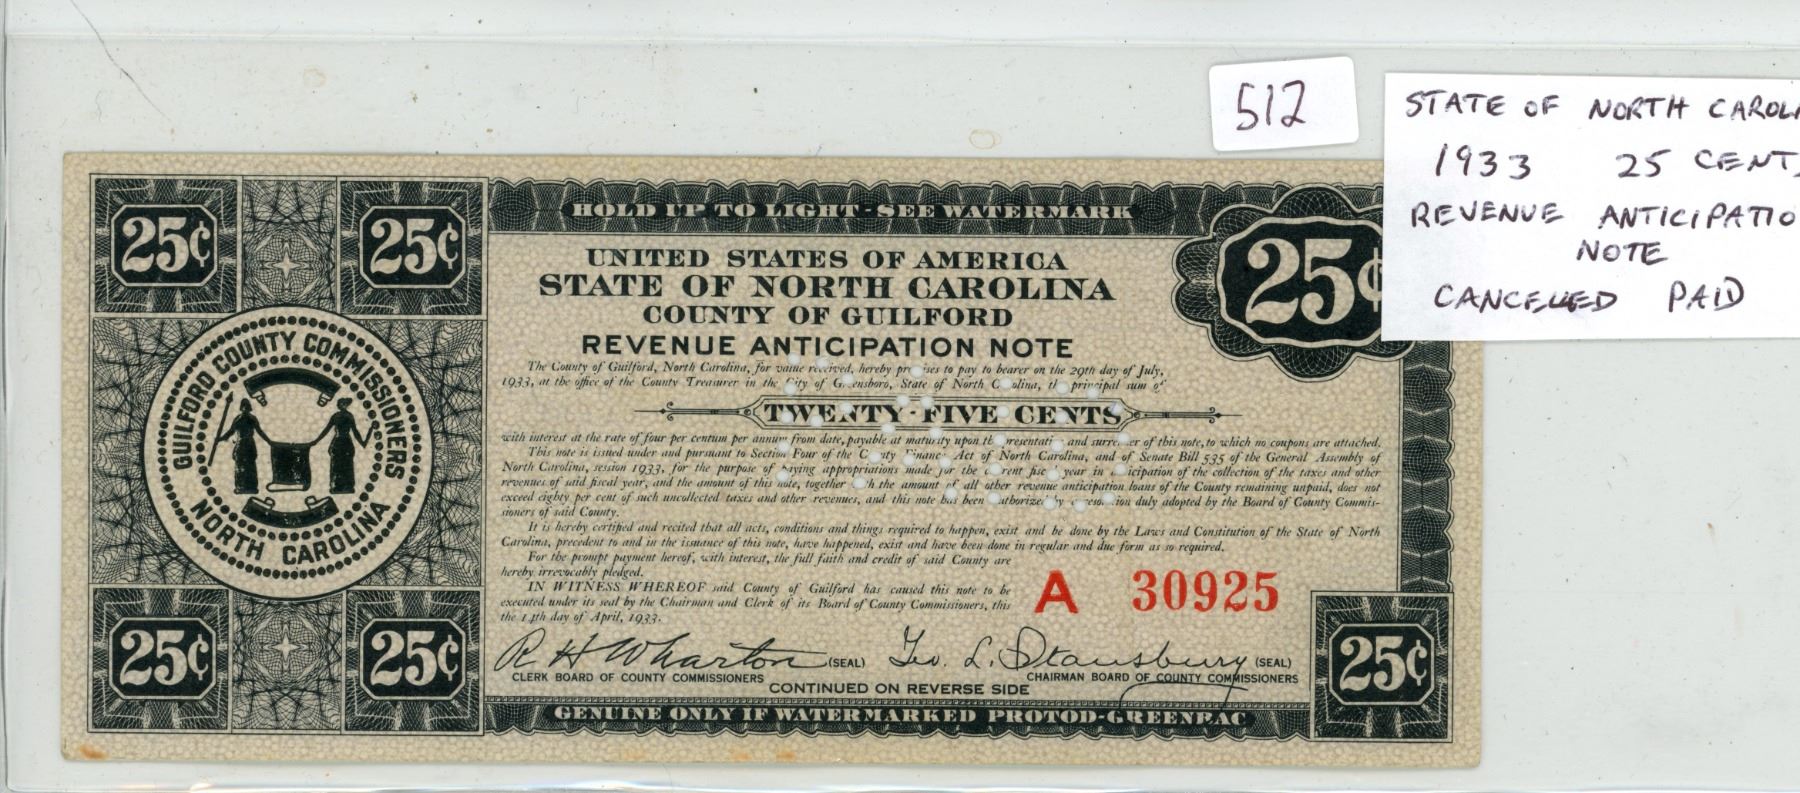 512
STATE OF NORTH
1933 25
REVENUE
NOTE
CANCELLED PAID
HOLD UP TO LIGHT - SEE WATERMARK
25¢ 25¢ 25¢
UNITED STATES OF AMERICA
STATE OF NORTH CAROLINA
COUNTY OF GUILFORD
REVENUE ANTICIPATION NOTE
The County of Guilford, North Carolina, for value received, hereby promises to pay to bearer on the 29th day of July,
1933, at the office of the County Treasurer in the City of Greensboro, State of North Carolina, the principal sum of
TWENTY-FIVE CENTS
with interest at the rate of four per centum per annum from date, payable at maturity upon the presentation and surrender of this note, to which no coupons are attached.
This note is issued under and pursuant to Section Four of the County Finance Act of North Carolina, and of Senate Bill 535 of the General Assembly of
North Carolina, session 1933, for the purpose of paying appropriations made for the current fiscal year in anticipation of the collection of the taxes and other
revenues of said fiscal year, and the amount of this note, together with the amount of all other revenue anticipation loans of the County remaining unpaid, does not
exceed eighty per cent of such uncollected taxes and other revenues, and this note has been authorized by a resolution duly adopted by the Board of County Commis-
sioners of said County.
It is hereby certified and recited that all acts, conditions and things required to happen, exist and be done by the Laws and Constitution of the State of North
Carolina, precedent to and in the issuance of this note, have happened, exist and have been done in regular and due form as so required.
For the prompt payment hereof, with interest, the full faith and credit of said County are
hereby irrevocably pledged.
IN WITNESS WHEREOF said County of Guilford has caused this note to be
executed under its seal by the Chairman and Clerk of its Board of County Commissioners, this
the 14th day of April, 1933.
A 30925
GUILFORD COUNTY COMMISSIONERS
NORTH CAROLINA
R H Wharton (SEAL) Geo. L. Stansbury (SEAL)
CLERK BOARD OF COUNTY COMMISSIONERS CHAIRMAN BOARD OF COUNTY COMMISSIONERS
CONTINUED ON REVERSE SIDE
25¢ 25¢ 25¢
GENUINE ONLY IF WATERMARKED PROTOD-GREENBAC